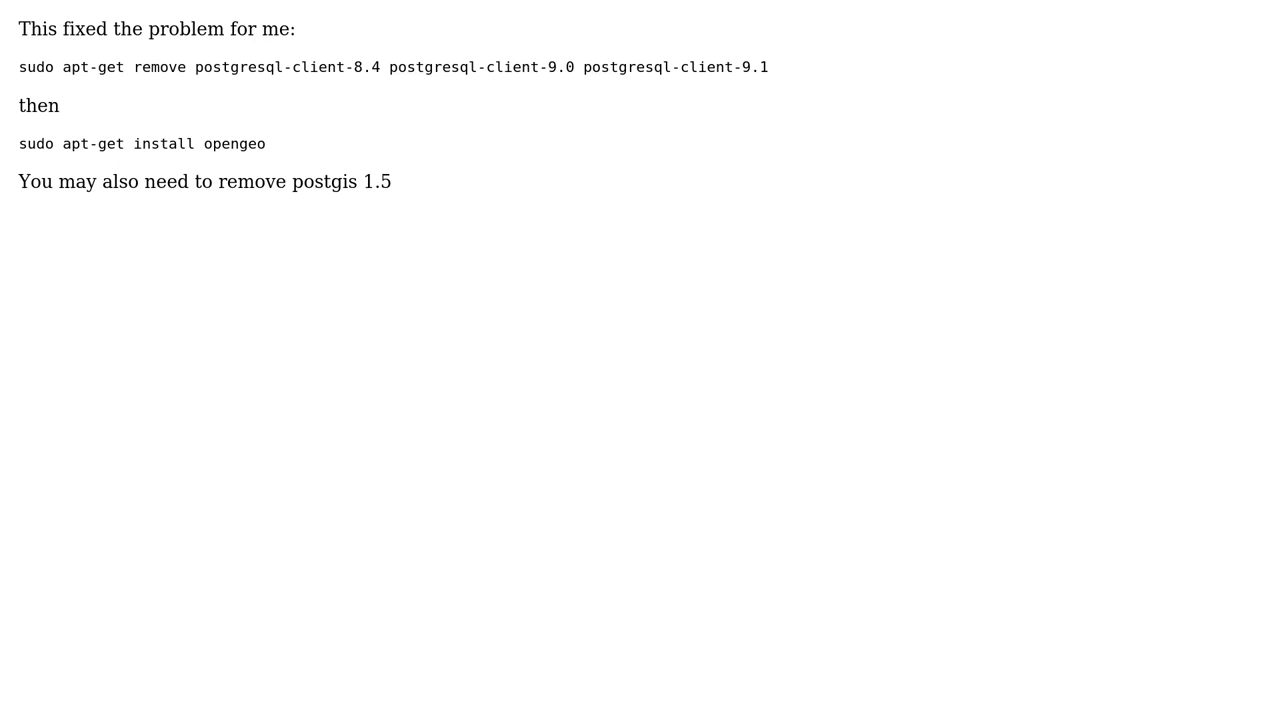 This fixed the problem for me:
sudo apt-get remove postgresql-client-8.4 postgresql-client-9.0 postgresql-client-9.1
then
sudo apt-get install opengeo
You may also need to remove postgis 1.5